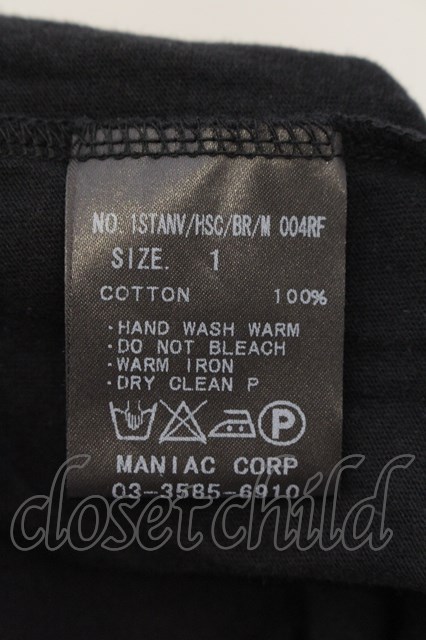 NO. 1STANV/HSC/BR/M 004RF
SIZE. 1
COTTON 100%
・HAND WASH WARM
・DO NOT BLEACH
・WARM IRON
・DRY CLEAN P
P
MANIAC CORP
03-3585-6910
closetchild